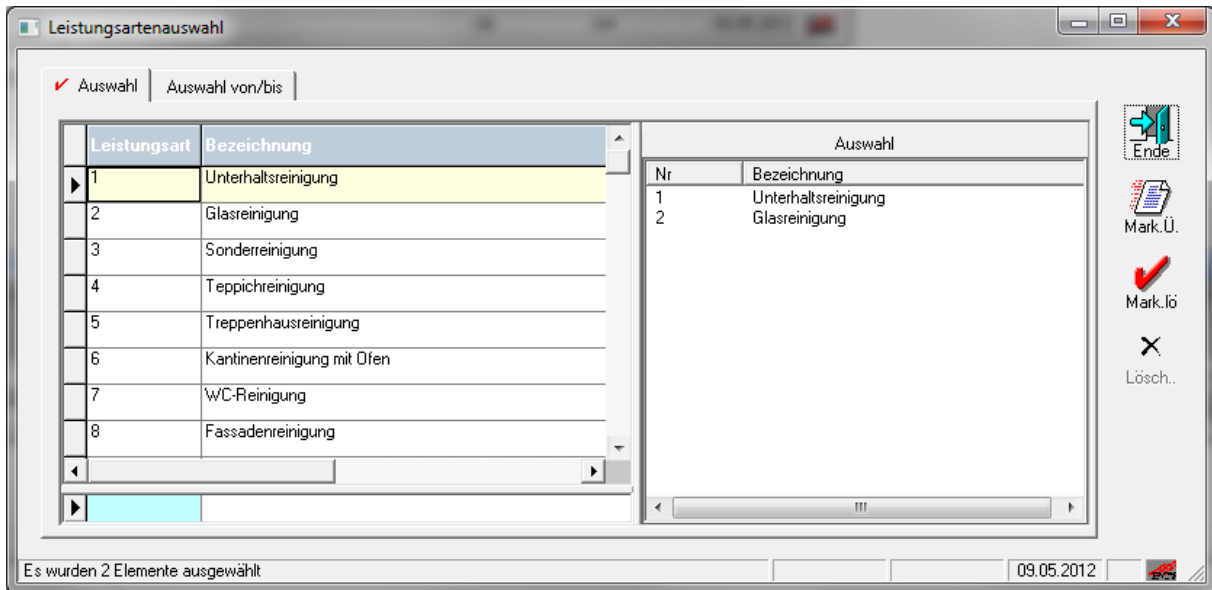 Leistungsartenauswahl
Auswahl Auswahl von/bis
Leistungsart Bezeichnung
1 Unterhaltsreinigung
2 Glasreinigung
3 Sonderreinigung
4 Teppichreinigung
5 Treppenhausreinigung
6 Kantinenreinigung mit Ofen
7 WC-Reinigung
8 Fassadenreinigung
Auswahl
Nr Bezeichnung
1 Unterhaltsreinigung
2 Glasreinigung
Ende
Mark.Ü.
Mark.lö
Lösch..
Es wurden 2 Elemente ausgewählt
09.05.2012